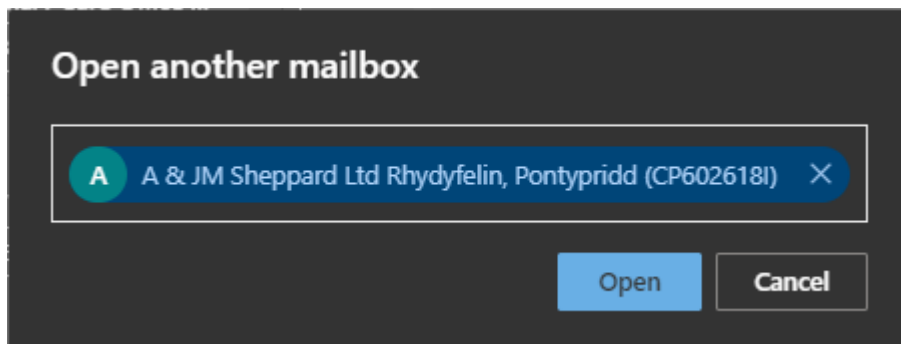 Open another mailbox
A A & JM Sheppard Ltd Rhydyfelin, Pontypridd (CP602618I)
Open Cancel